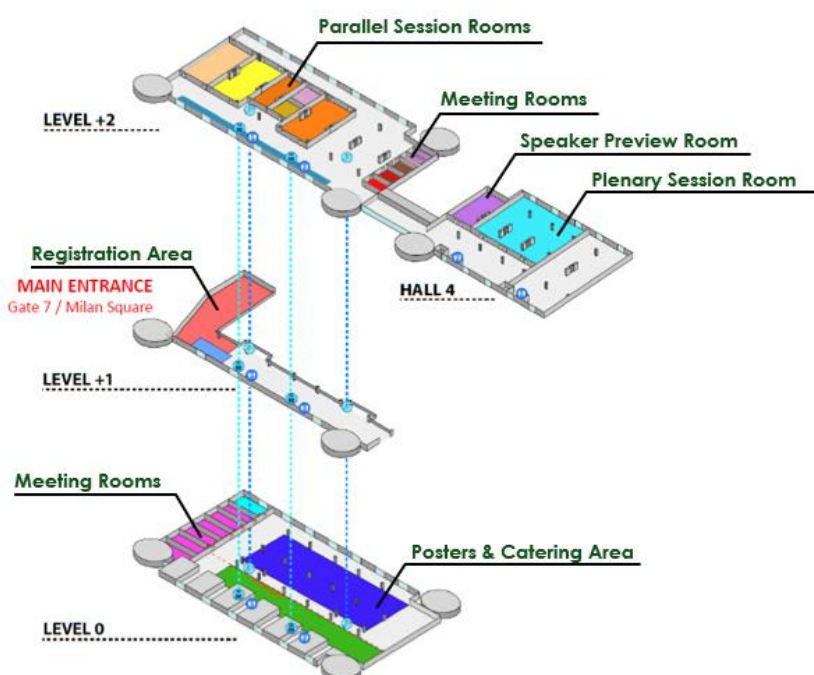 Parallel Session Rooms
Meeting Rooms
LEVEL +2
Speaker Preview Room
Plenary Session Room
Registration Area
MAIN ENTRANCE
Gate 7 / Milan Square
HALL 4
LEVEL +1
Meeting Rooms
Posters & Catering Area
LEVEL 0